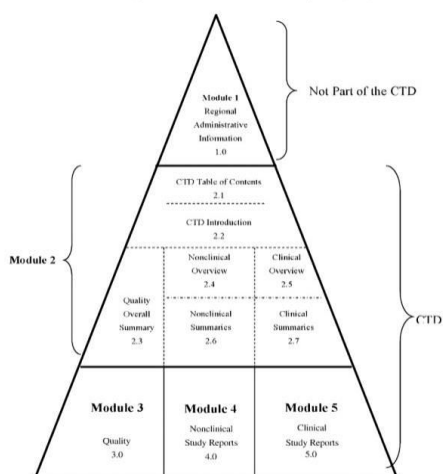 Module 1
Regional
Administrative
Information
1.0
Not Part of the CTD
CTD Table of Contents
2.1
CTD Introduction
2.2
Module 2
Nonclinical
Overview
2.4
Clinical
Overview
2.5
Quality
Overall
Summary
2.3
Nonclinical
Summaries
2.6
Clinical
Summaries
2.7
CTD
Module 3
Quality
3.0
Module 4
Nonclinical
Study Reports
4.0
Module 5
Clinical
Study Reports
5.0